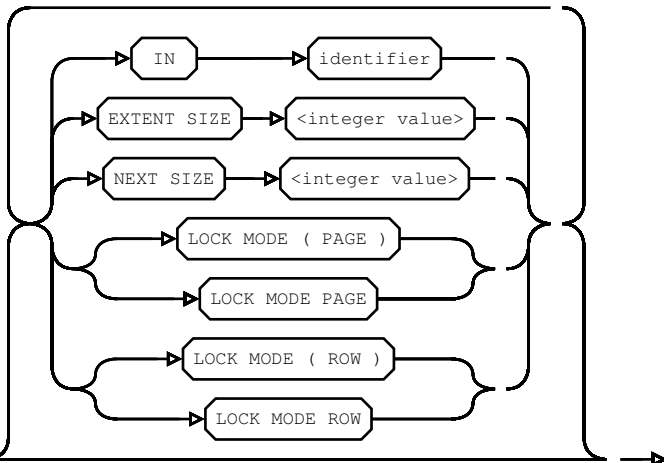 IN identifier
EXTENT SIZE <integer value>
NEXT SIZE <integer value>
LOCK MODE ( PAGE )
LOCK MODE PAGE
LOCK MODE ( ROW )
LOCK MODE ROW